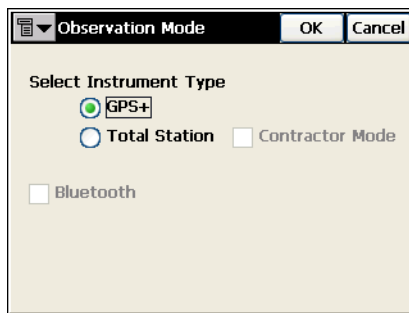 Observation Mode OK Cancel
Select Instrument Type
GPS+
Total Station Contractor Mode
Bluetooth